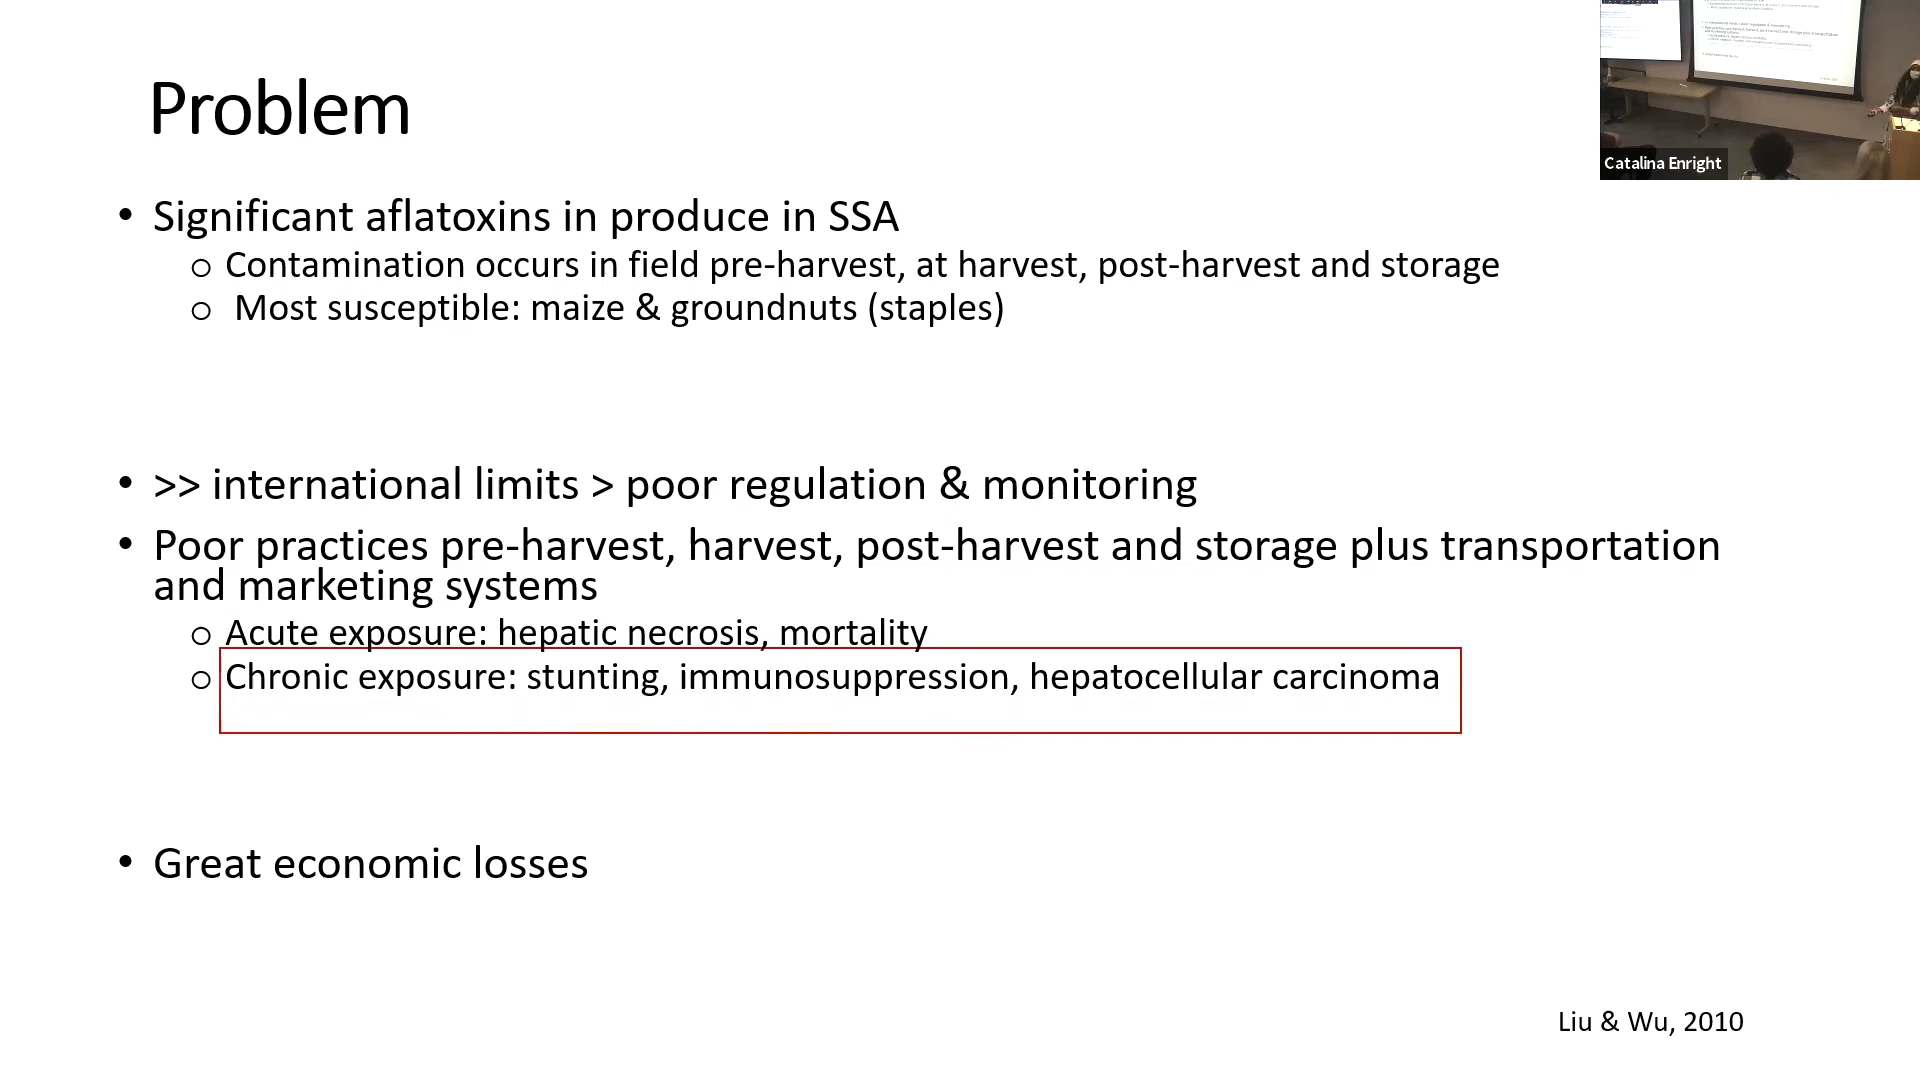 Problem
Catalina Enright
• Significant aflatoxins in produce in SSA
o Contamination occurs in field pre-harvest, at harvest, post-harvest and storage
o Most susceptible: maize & groundnuts (staples)
• >> international limits > poor regulation & monitoring
• Poor practices pre-harvest, harvest, post-harvest and storage plus transportation
and marketing systems
o Acute exposure: hepatic necrosis, mortality
o Chronic exposure: stunting, immunosuppression, hepatocellular carcinoma
• Great economic losses
Liu & Wu, 2010